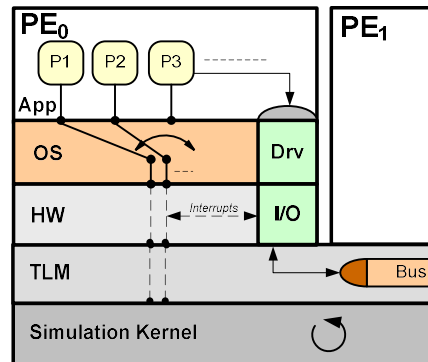 PE0
PE1
P1
P2
P3
App
OS
Drv
HW
Interrupts
I/O
TLM
Bus
Simulation Kernel